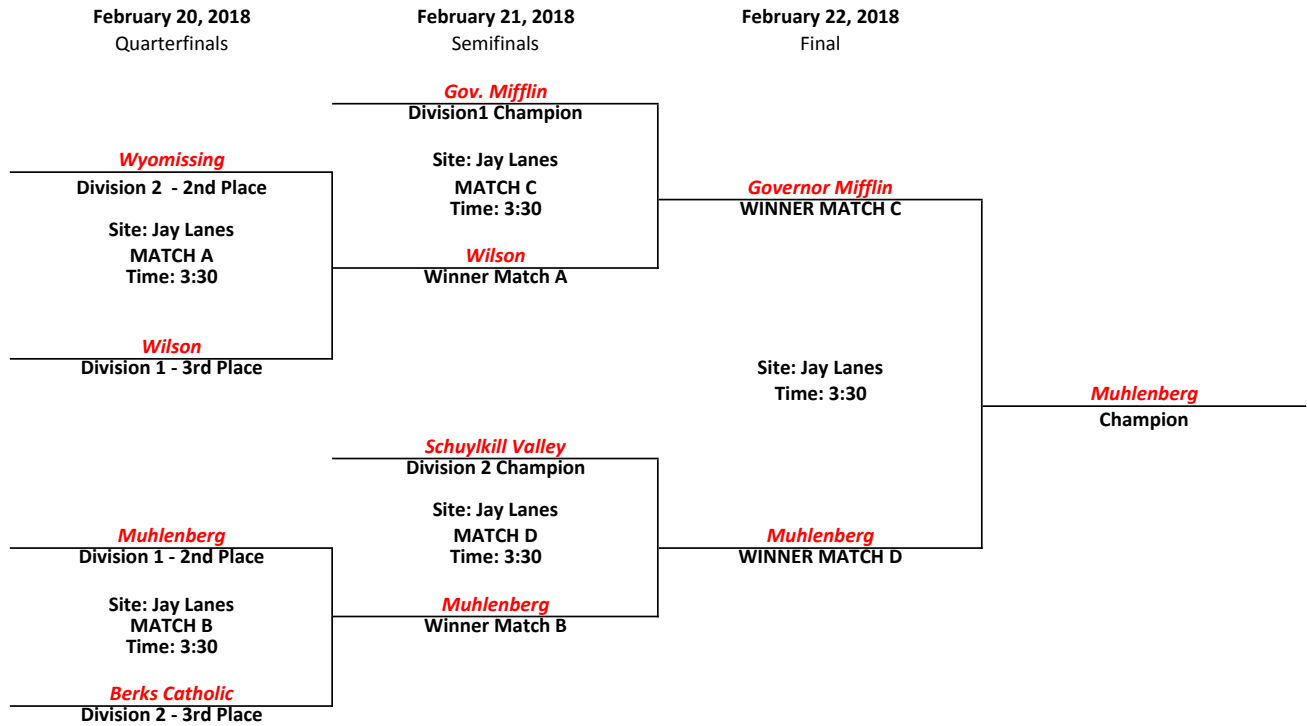 February 20, 2018
Quarterfinals
February 21, 2018
Semifinals
February 22, 2018
Final
Gov. Mifflin
Division1 Champion
Wyomissing
Division 2 - 2nd Place
Site: Jay Lanes
MATCH A
Time: 3:30
Site: Jay Lanes
MATCH C
Time: 3:30
Governor Mifflin
WINNER MATCH C
Wilson
Winner Match A
Wilson
Division 1 - 3rd Place
Site: Jay Lanes
Time: 3:30
Muhlenberg
Champion
Schuylkill Valley
Division 2 Champion
Site: Jay Lanes
MATCH D
Time: 3:30
Muhlenberg
Division 1 - 2nd Place
Muhlenberg
WINNER MATCH D
Site: Jay Lanes
MATCH B
Time: 3:30
Muhlenberg
Winner Match B
Berks Catholic
Division 2 - 3rd Place